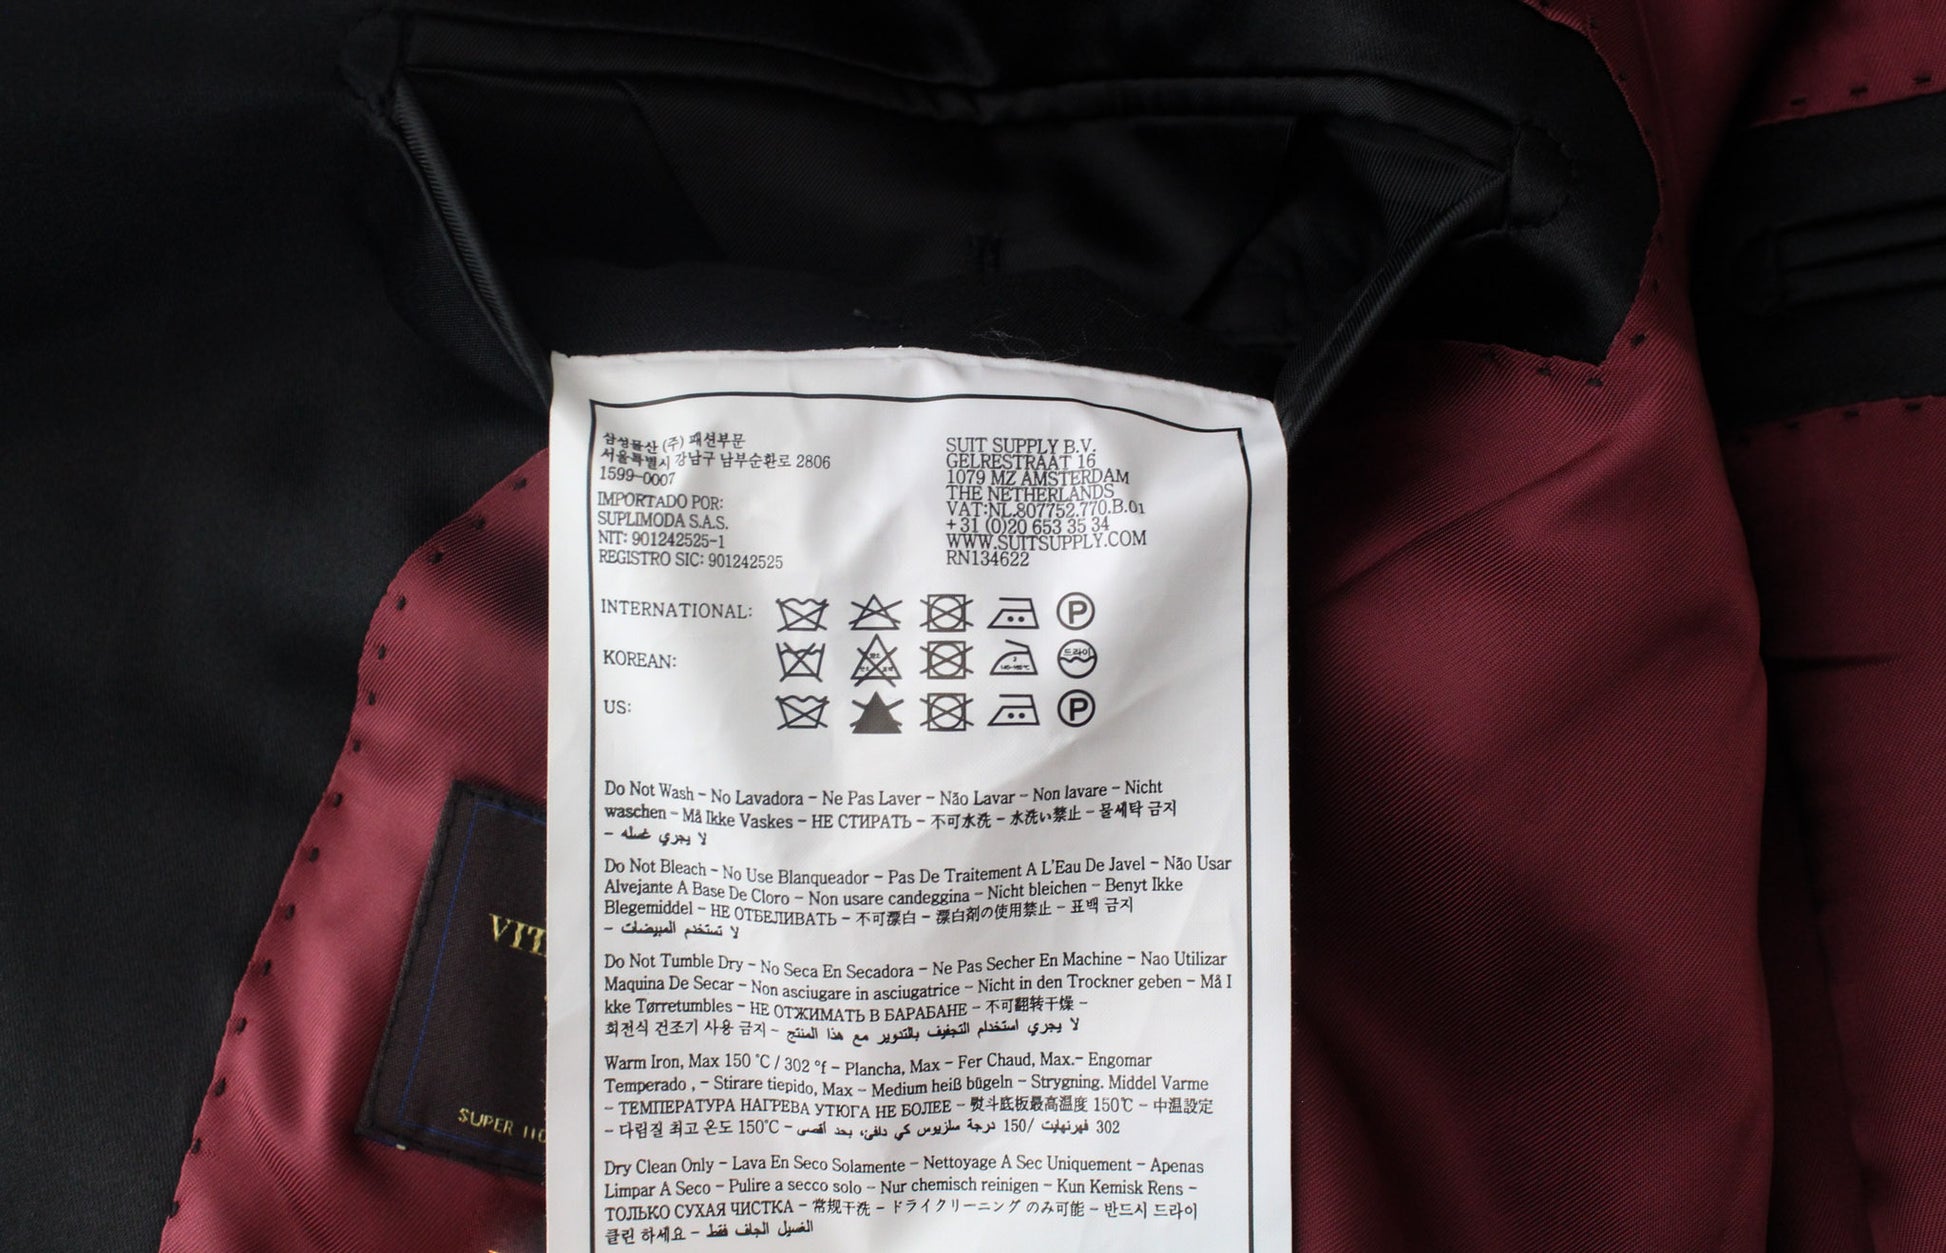 삼성물산 (주) 패션부문
서울특별시 강남구 남부순환로 2806
1599-0007
IMPORTADO POR:
SUPLIMODA S.A.S.
NIT: 901242525-1
REGISTRO SIC: 901242525
SUIT SUPPLY B.V.
GELRESTRAAT 16
1079 MZ AMSTERDAM
THE NETHERLANDS
VAT:NL.807752.770.B.01
+31 (0)20 653 35 34
WWW.SUITSUPPLY.COM
RN134622
INTERNATIONAL:
P
KOREAN:
드라이
US:
P
Do Not Wash - No Lavadora - Ne Pas Laver - Não Lavar - Non lavare - Nicht
waschen - Må Ikke Vaskes - НЕ СТИРАТЬ - 不可水洗 - 水洗い禁止 - 물세탁 금지
- لا يجري غسله
Do Not Bleach - No Use Blanqueador - Pas De Traitement A L'Eau De Javel - Não Usar
Alvejante A Base De Cloro - Non usare candeggina - Nicht bleichen - Benyt Ikke
Blegemiddel - НЕ ОТБЕЛИВАТЬ - 不可漂白 - 漂白剤の使用禁止 - 표백 금지
- لا تستخدم المبيضات
Do Not Tumble Dry - No Seca En Secadora - Ne Pas Secher En Machine - Nao Utilizar
Maquina De Secar - Non asciugare in asciugatrice - Nicht in den Trockner geben - Må I
kke Tørretumbles - НЕ ОТЖИМАТЬ В БАРАБАНЕ - 不可翻转干燥 -
회전식 건조기 사용 금지 - لا يجري استخدام التجفيف بالتدوير مع هذا المنتج
Warm Iron, Max 150 °C / 302 °f - Plancha, Max - Fer Chaud, Max.- Engomar
Temperado , - Stirare tiepido, Max - Medium heiß bügeln - Strygning. Middel Varme
- ТЕМПЕРАТУРА НАГРЕВА УТЮГА НЕ БОЛЕЕ - 熨斗底板最高温度 150℃ - 中温設定
- 다림질 최고 온도 150℃ - 302 فهرنهايت /150 درجة سلزيوس كي دافئ، بحد أقصى
Dry Clean Only - Lava En Seco Solamente - Nettoyage A Sec Uniquement - Apenas
Limpar A Seco - Pulire a secco solo - Nur chemisch reinigen - Kun Kemisk Rens -
ТОЛЬКО СУХАЯ ЧИСТКА - 常规干洗 - ドライクリーニング のみ可能 - 반드시 드라이
클린 하세요 - الغسيل الجاف فقط
VIT
SUPER 110